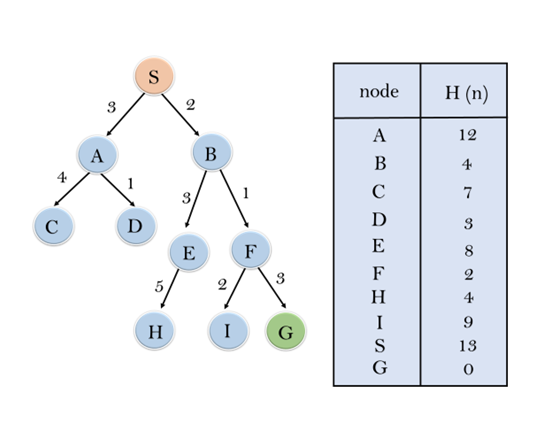 S
3 2
A B
4 1 3 1
C D E F
5 2 3
H I G
node H (n)
A 12
B 4
C 7
D 3
E 8
F 2
H 4
I 9
S 13
G 0